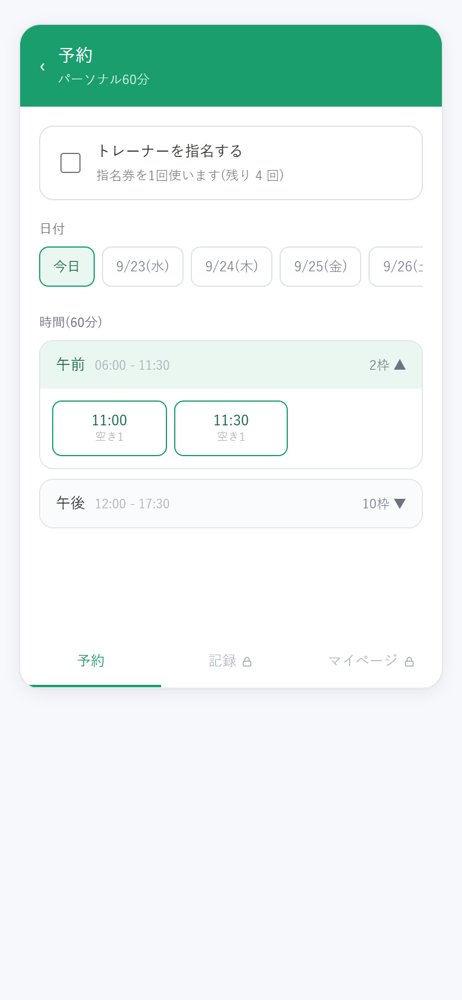 ‹
予約
パーソナル60分
トレーナーを指名する
指名券を1回使います(残り 4 回)
日付
今日 9/23(水) 9/24(木) 9/25(金) 9/26(
時間(60分)
午前 06:00 - 11:30 2枠 ▲
11:00 11:30
空き1 空き1
午後 12:00 - 17:30 10枠 ▼
予約 記録 マイページ